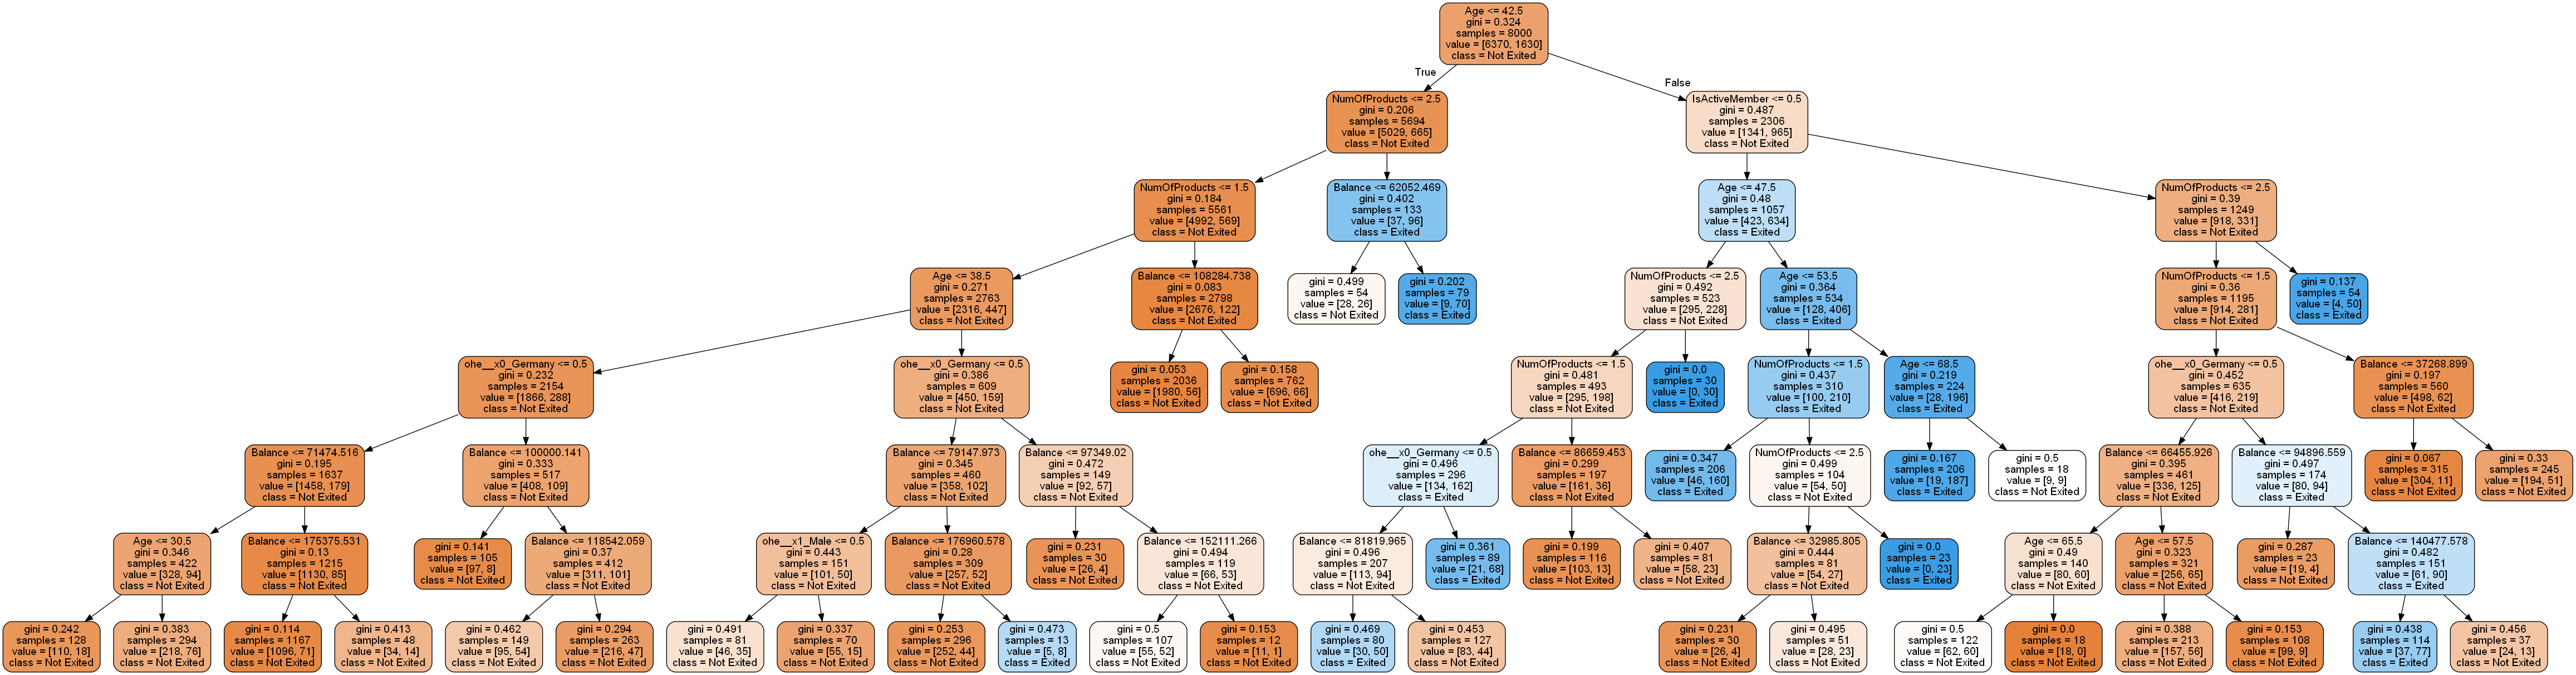 Age <= 42.5
gini = 0.324
samples = 8000
value = [6370, 1630]
class = Not Exited
True
False
NumOfProducts <= 2.5
gini = 0.206
samples = 5694
value = [5029, 665]
class = Not Exited
IsActiveMember <= 0.5
gini = 0.487
samples = 2306
value = [1341, 965]
class = Not Exited
NumOfProducts <= 1.5
gini = 0.184
samples = 5561
value = [4992, 569]
class = Not Exited
Balance <= 62052.469
gini = 0.402
samples = 133
value = [37, 96]
class = Exited
Age <= 47.5
gini = 0.48
samples = 1057
value = [423, 634]
class = Exited
NumOfProducts <= 2.5
gini = 0.39
samples = 1249
value = [918, 331]
class = Not Exited
Age <= 38.5
gini = 0.271
samples = 2763
value = [2316, 447]
class = Not Exited
Balance <= 108284.738
gini = 0.083
samples = 2798
value = [2676, 122]
class = Not Exited
gini = 0.499
samples = 54
value = [28, 26]
class = Not Exited
gini = 0.202
samples = 79
value = [9, 70]
class = Exited
NumOfProducts <= 2.5
gini = 0.492
samples = 523
value = [295, 228]
class = Not Exited
Age <= 53.5
gini = 0.364
samples = 534
value = [128, 406]
class = Exited
NumOfProducts <= 1.5
gini = 0.36
samples = 1195
value = [914, 281]
class = Not Exited
gini = 0.137
samples = 54
value = [4, 50]
class = Exited
ohe__x0_Germany <= 0.5
gini = 0.232
samples = 2154
value = [1866, 288]
class = Not Exited
ohe__x0_Germany <= 0.5
gini = 0.386
samples = 609
value = [450, 159]
class = Not Exited
gini = 0.053
samples = 2036
value = [1980, 56]
class = Not Exited
gini = 0.158
samples = 762
value = [696, 66]
class = Not Exited
NumOfProducts <= 1.5
gini = 0.481
samples = 493
value = [295, 198]
class = Not Exited
gini = 0.0
samples = 30
value = [0, 30]
class = Exited
NumOfProducts <= 1.5
gini = 0.437
samples = 310
value = [100, 210]
class = Exited
Age <= 68.5
gini = 0.219
samples = 224
value = [28, 196]
class = Exited
ohe__x0_Germany <= 0.5
gini = 0.452
samples = 635
value = [416, 219]
class = Not Exited
Balance <= 37268.899
gini = 0.197
samples = 560
value = [498, 62]
class = Not Exited
Balance <= 71474.516
gini = 0.195
samples = 1637
value = [1458, 179]
class = Not Exited
Balance <= 100000.141
gini = 0.333
samples = 517
value = [408, 109]
class = Not Exited
Balance <= 79147.973
gini = 0.345
samples = 460
value = [358, 102]
class = Not Exited
Balance <= 97349.02
gini = 0.472
samples = 149
value = [92, 57]
class = Not Exited
ohe__x0_Germany <= 0.5
gini = 0.496
samples = 296
value = [134, 162]
class = Exited
Balance <= 86659.453
gini = 0.299
samples = 197
value = [161, 36]
class = Not Exited
gini = 0.347
samples = 206
value = [46, 160]
class = Exited
NumOfProducts <= 2.5
gini = 0.499
samples = 104
value = [54, 50]
class = Not Exited
gini = 0.167
samples = 206
value = [19, 187]
class = Exited
gini = 0.5
samples = 18
value = [9, 9]
class = Not Exited
Balance <= 66455.926
gini = 0.395
samples = 461
value = [336, 125]
class = Not Exited
Balance <= 94896.559
gini = 0.497
samples = 174
value = [80, 94]
class = Exited
gini = 0.067
samples = 315
value = [304, 11]
class = Not Exited
gini = 0.33
samples = 245
value = [194, 51]
class = Not Exited
Age <= 30.5
gini = 0.346
samples = 422
value = [328, 94]
class = Not Exited
Balance <= 175375.531
gini = 0.13
samples = 1215
value = [1130, 85]
class = Not Exited
gini = 0.141
samples = 105
value = [97, 8]
class = Not Exited
Balance <= 118542.059
gini = 0.37
samples = 412
value = [311, 101]
class = Not Exited
ohe__x1_Male <= 0.5
gini = 0.443
samples = 151
value = [101, 50]
class = Not Exited
Balance <= 176960.578
gini = 0.28
samples = 309
value = [257, 52]
class = Not Exited
gini = 0.231
samples = 30
value = [26, 4]
class = Not Exited
Balance <= 152111.266
gini = 0.494
samples = 119
value = [66, 53]
class = Not Exited
Balance <= 81819.965
gini = 0.496
samples = 207
value = [113, 94]
class = Not Exited
gini = 0.361
samples = 89
value = [21, 68]
class = Exited
gini = 0.199
samples = 116
value = [103, 13]
class = Not Exited
gini = 0.407
samples = 81
value = [58, 23]
class = Not Exited
Balance <= 32985.805
gini = 0.444
samples = 81
value = [54, 27]
class = Not Exited
gini = 0.0
samples = 23
value = [0, 23]
class = Exited
Age <= 65.5
gini = 0.49
samples = 140
value = [80, 60]
class = Not Exited
Age <= 57.5
gini = 0.323
samples = 321
value = [256, 65]
class = Not Exited
gini = 0.287
samples = 23
value = [19, 4]
class = Not Exited
Balance <= 140477.578
gini = 0.482
samples = 151
value = [61, 90]
class = Exited
gini = 0.242
samples = 128
value = [110, 18]
class = Not Exited
gini = 0.383
samples = 294
value = [218, 76]
class = Not Exited
gini = 0.114
samples = 1167
value = [1096, 71]
class = Not Exited
gini = 0.413
samples = 48
value = [34, 14]
class = Not Exited
gini = 0.462
samples = 149
value = [95, 54]
class = Not Exited
gini = 0.294
samples = 263
value = [216, 47]
class = Not Exited
gini = 0.491
samples = 81
value = [46, 35]
class = Not Exited
gini = 0.337
samples = 70
value = [55, 15]
class = Not Exited
gini = 0.253
samples = 296
value = [252, 44]
class = Not Exited
gini = 0.473
samples = 13
value = [5, 8]
class = Exited
gini = 0.5
samples = 107
value = [55, 52]
class = Not Exited
gini = 0.153
samples = 12
value = [11, 1]
class = Not Exited
gini = 0.469
samples = 80
value = [30, 50]
class = Exited
gini = 0.453
samples = 127
value = [83, 44]
class = Not Exited
gini = 0.231
samples = 30
value = [26, 4]
class = Not Exited
gini = 0.495
samples = 51
value = [28, 23]
class = Not Exited
gini = 0.5
samples = 122
value = [62, 60]
class = Not Exited
gini = 0.0
samples = 18
value = [18, 0]
class = Not Exited
gini = 0.388
samples = 213
value = [157, 56]
class = Not Exited
gini = 0.153
samples = 108
value = [99, 9]
class = Not Exited
gini = 0.438
samples = 114
value = [37, 77]
class = Exited
gini = 0.456
samples = 37
value = [24, 13]
class = Not Exited